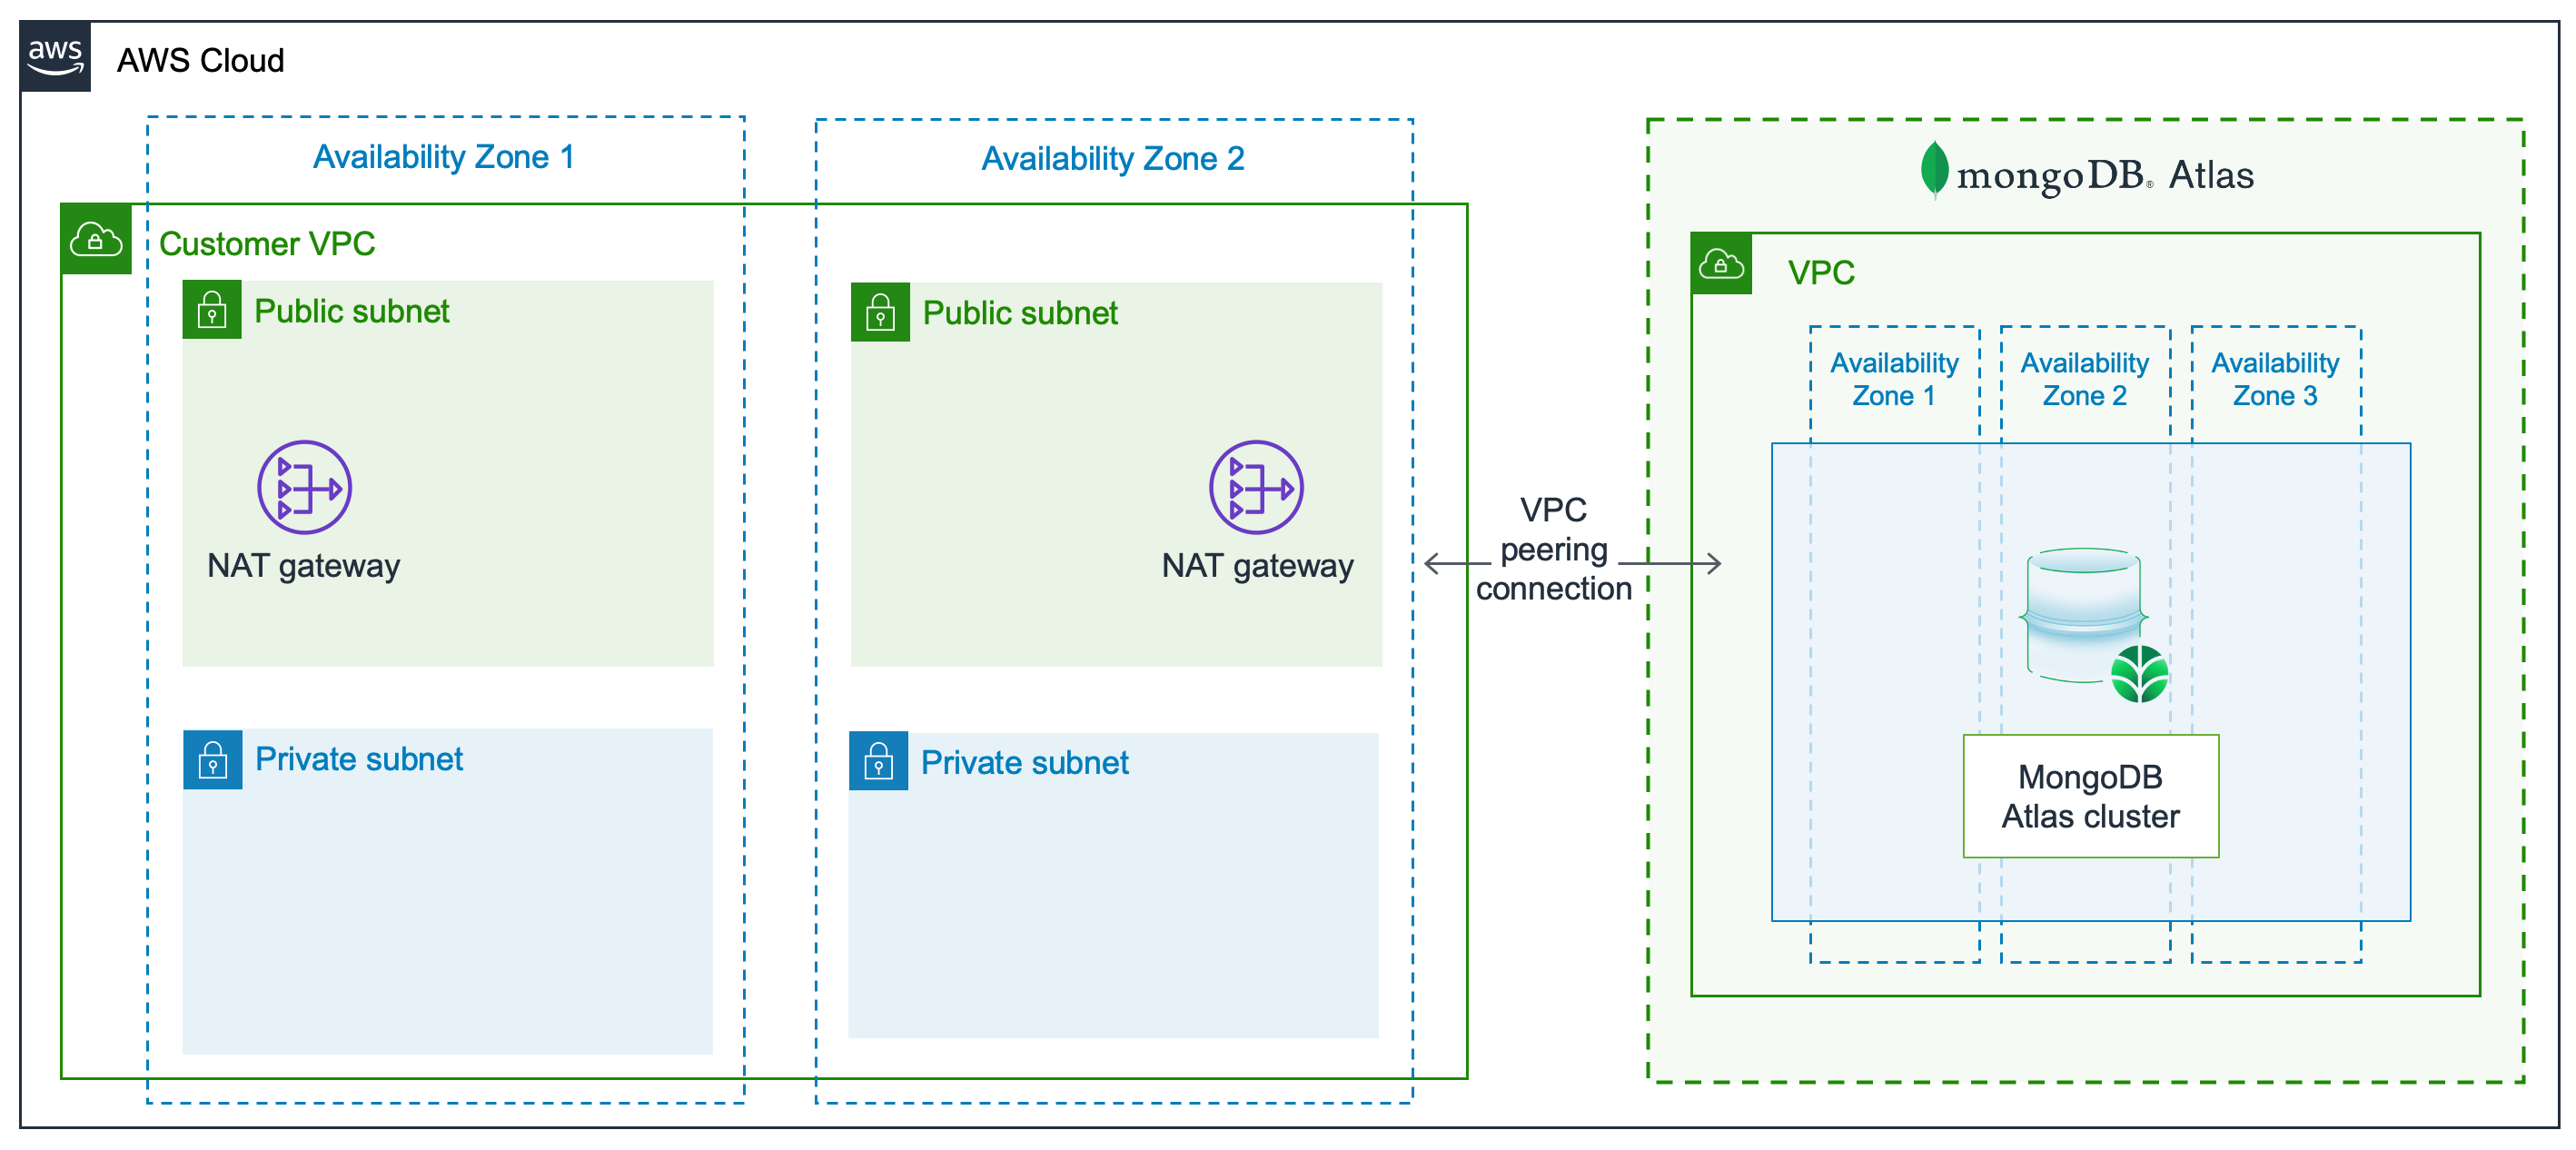 aws
AWS Cloud
Availability Zone 1
Availability Zone 2
Customer VPC
Public subnet
Public subnet
NAT gateway
NAT gateway
Private subnet
Private subnet
VPC
peering
connection
mongoDB® Atlas
VPC
Availability
Zone 1
Availability
Zone 2
Availability
Zone 3
MongoDB
Atlas cluster